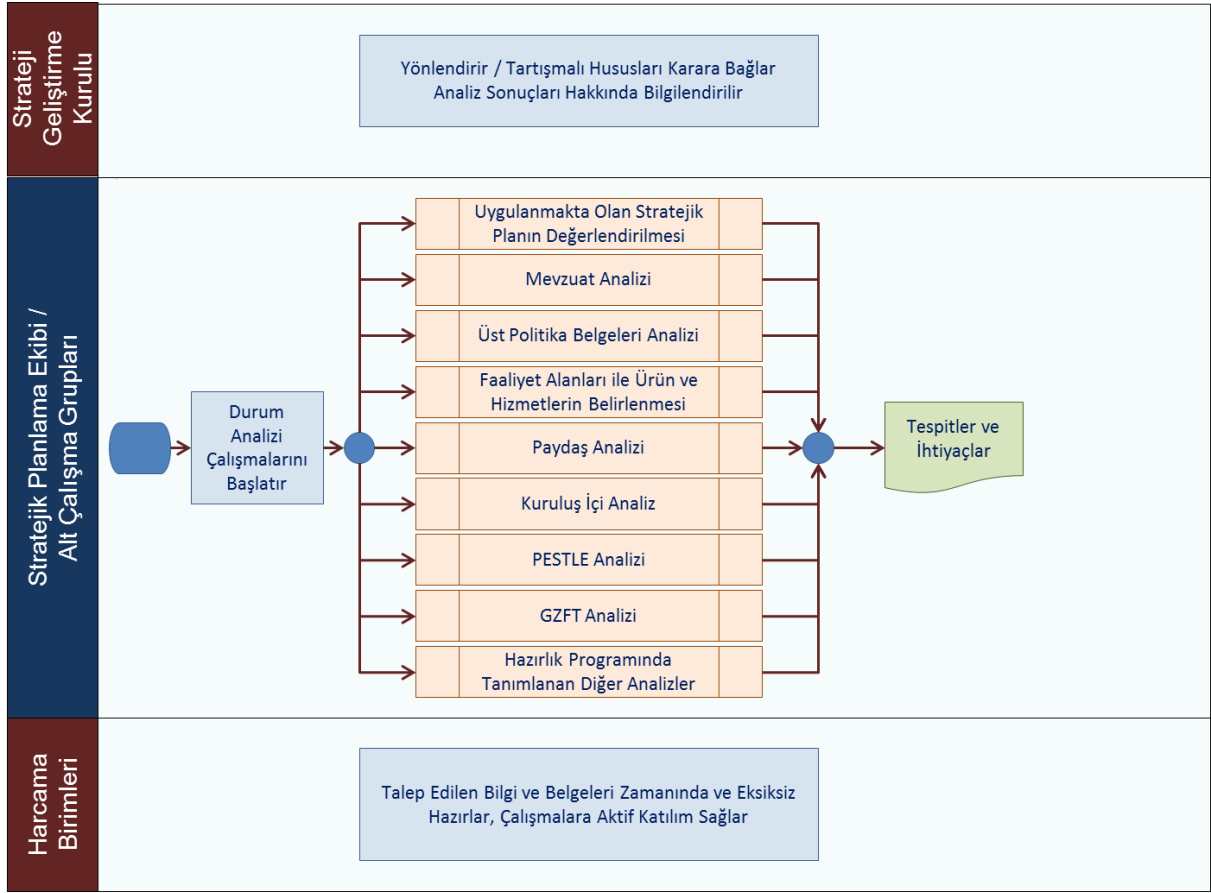 Strateji
Geliştirme
Kurulu
Yönlendirir / Tartışmalı Hususları Karara Bağlar
Analiz Sonuçları Hakkında Bilgilendirilir
Stratejik Planlama Ekibi /
Alt Çalışma Grupları
Durum
Analizi
Çalışmalarını
Başlatır
Uygulanmakta Olan Stratejik
Planın Değerlendirilmesi
Mevzuat Analizi
Üst Politika Belgeleri Analizi
Faaliyet Alanları ile Ürün ve
Hizmetlerin Belirlenmesi
Paydaş Analizi
Kuruluş İçi Analiz
PESTLE Analizi
GZFT Analizi
Hazırlık Programında
Tanımlanan Diğer Analizler
Tespitler ve
İhtiyaçlar
Harcama
Birimleri
Talep Edilen Bilgi ve Belgeleri Zamanında ve Eksiksiz
Hazırlar, Çalışmalara Aktif Katılım Sağlar